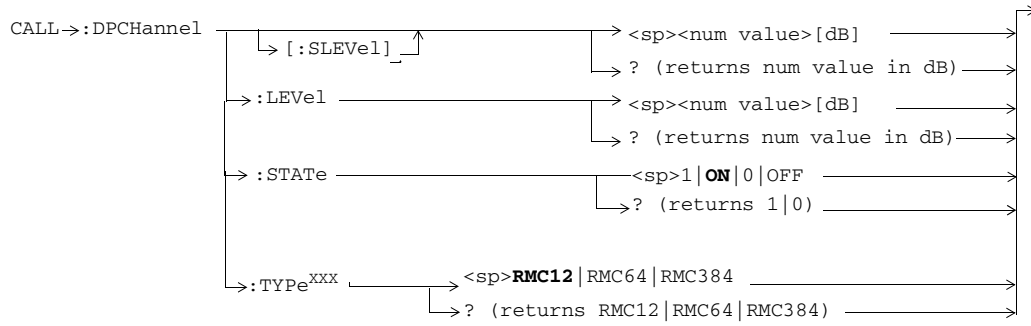 CALL :DPCHannel <sp><num value>[dB]
[:SLEVel]
? (returns num value in dB)
:LEVel <sp><num value>[dB]
? (returns num value in dB)
:STATe <sp>1|ON|0|OFF
? (returns 1|0)
:TYPeXXX <sp>RMC12|RMC64|RMC384
? (returns RMC12|RMC64|RMC384)